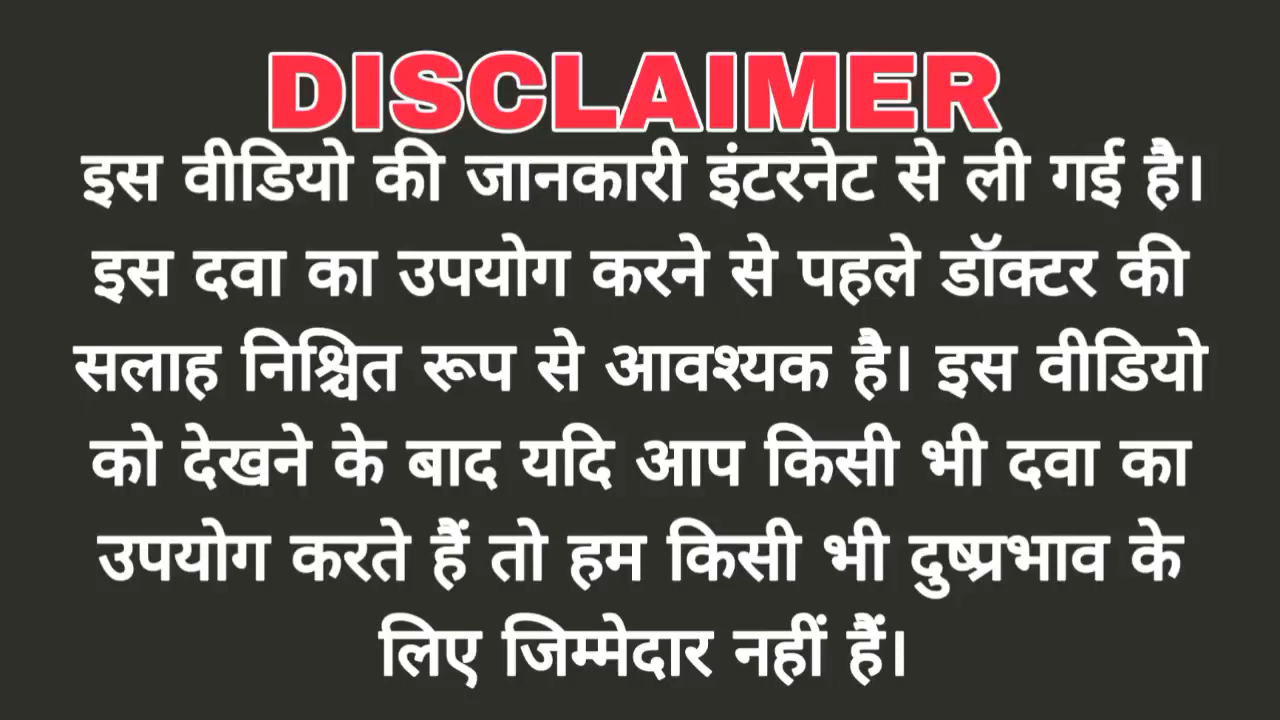 DISCLAIMER
इस वीडियो की जानकारी इंटरनेट से ली गई है।
इस दवा का उपयोग करने से पहले डॉक्टर की
सलाह निश्चित रूप से आवश्यक है। इस वीडियो
को देखने के बाद यदि आप किसी भी दवा का
उपयोग करते हैं तो हम किसी भी दुष्प्रभाव के
लिए जिम्मेदार नहीं हैं।